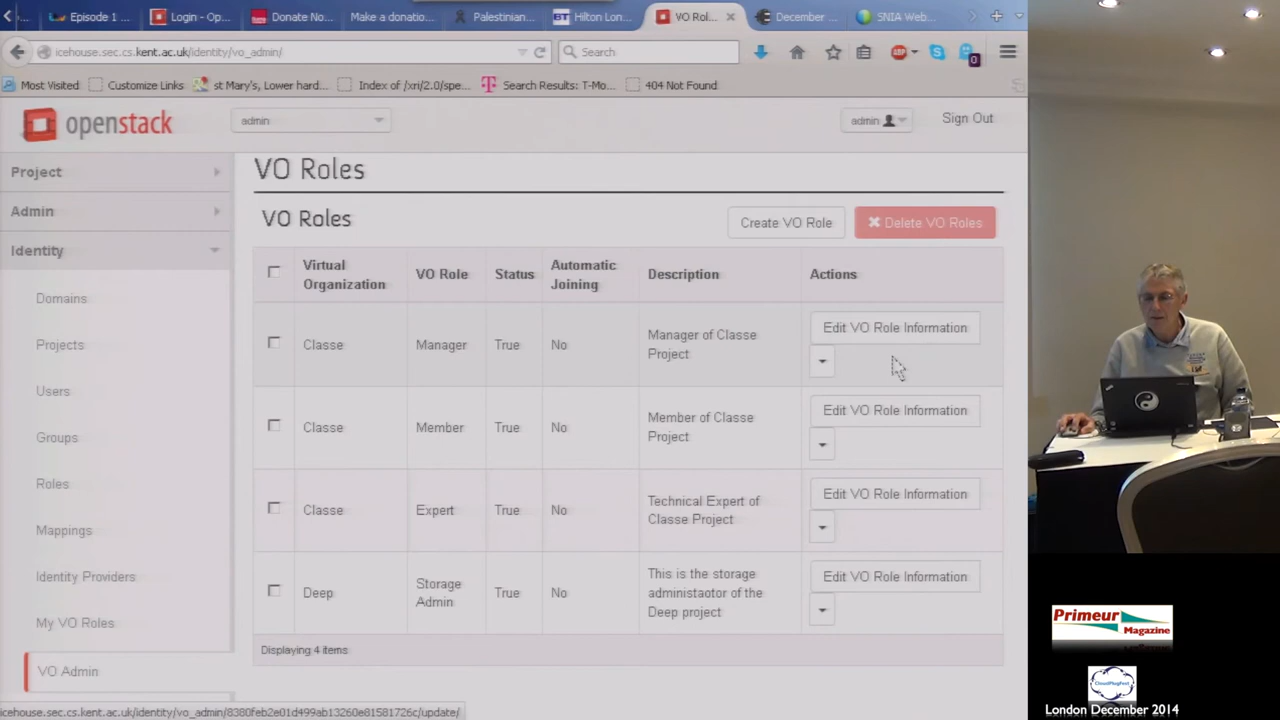 Episode 1
Login - Op...
Donate No...
Make a donatio...
Palestinian...
BT Hilton Lon...
VO Rol...
December ...
SNIA Web...
icehouse.sec.cs.kent.ac.uk/identity/vo_admin/
Search
ABP
0
Most Visited
Customize Links
st Mary's, Lower hard...
Index of /xri/2.0/spe...
Search Results: T-Mo...
404 Not Found
openstack
admin
admin
Sign Out
Project
Admin
Identity
Domains
Projects
Users
Groups
Roles
Mappings
Identity Providers
My VO Roles
VO Admin
VO Roles
VO Roles
Create VO Role
Delete VO Roles
Virtual Organization VO Role Status Automatic Joining Description Actions
Classe Manager True No Manager of Classe Project Edit VO Role Information
Classe Member True No Member of Classe Project Edit VO Role Information
Classe Expert True No Technical Expert of Classe Project Edit VO Role Information
Deep Storage Admin True No This is the storage administaotor of the Deep project Edit VO Role Information
Displaying 4 items
icehouse.sec.cs.kent.ac.uk/identity/vo_admin/8380feb2e01d499ab13260e81581726c/update/
Primeur
Magazine
CloudPlugFest
London December 2014